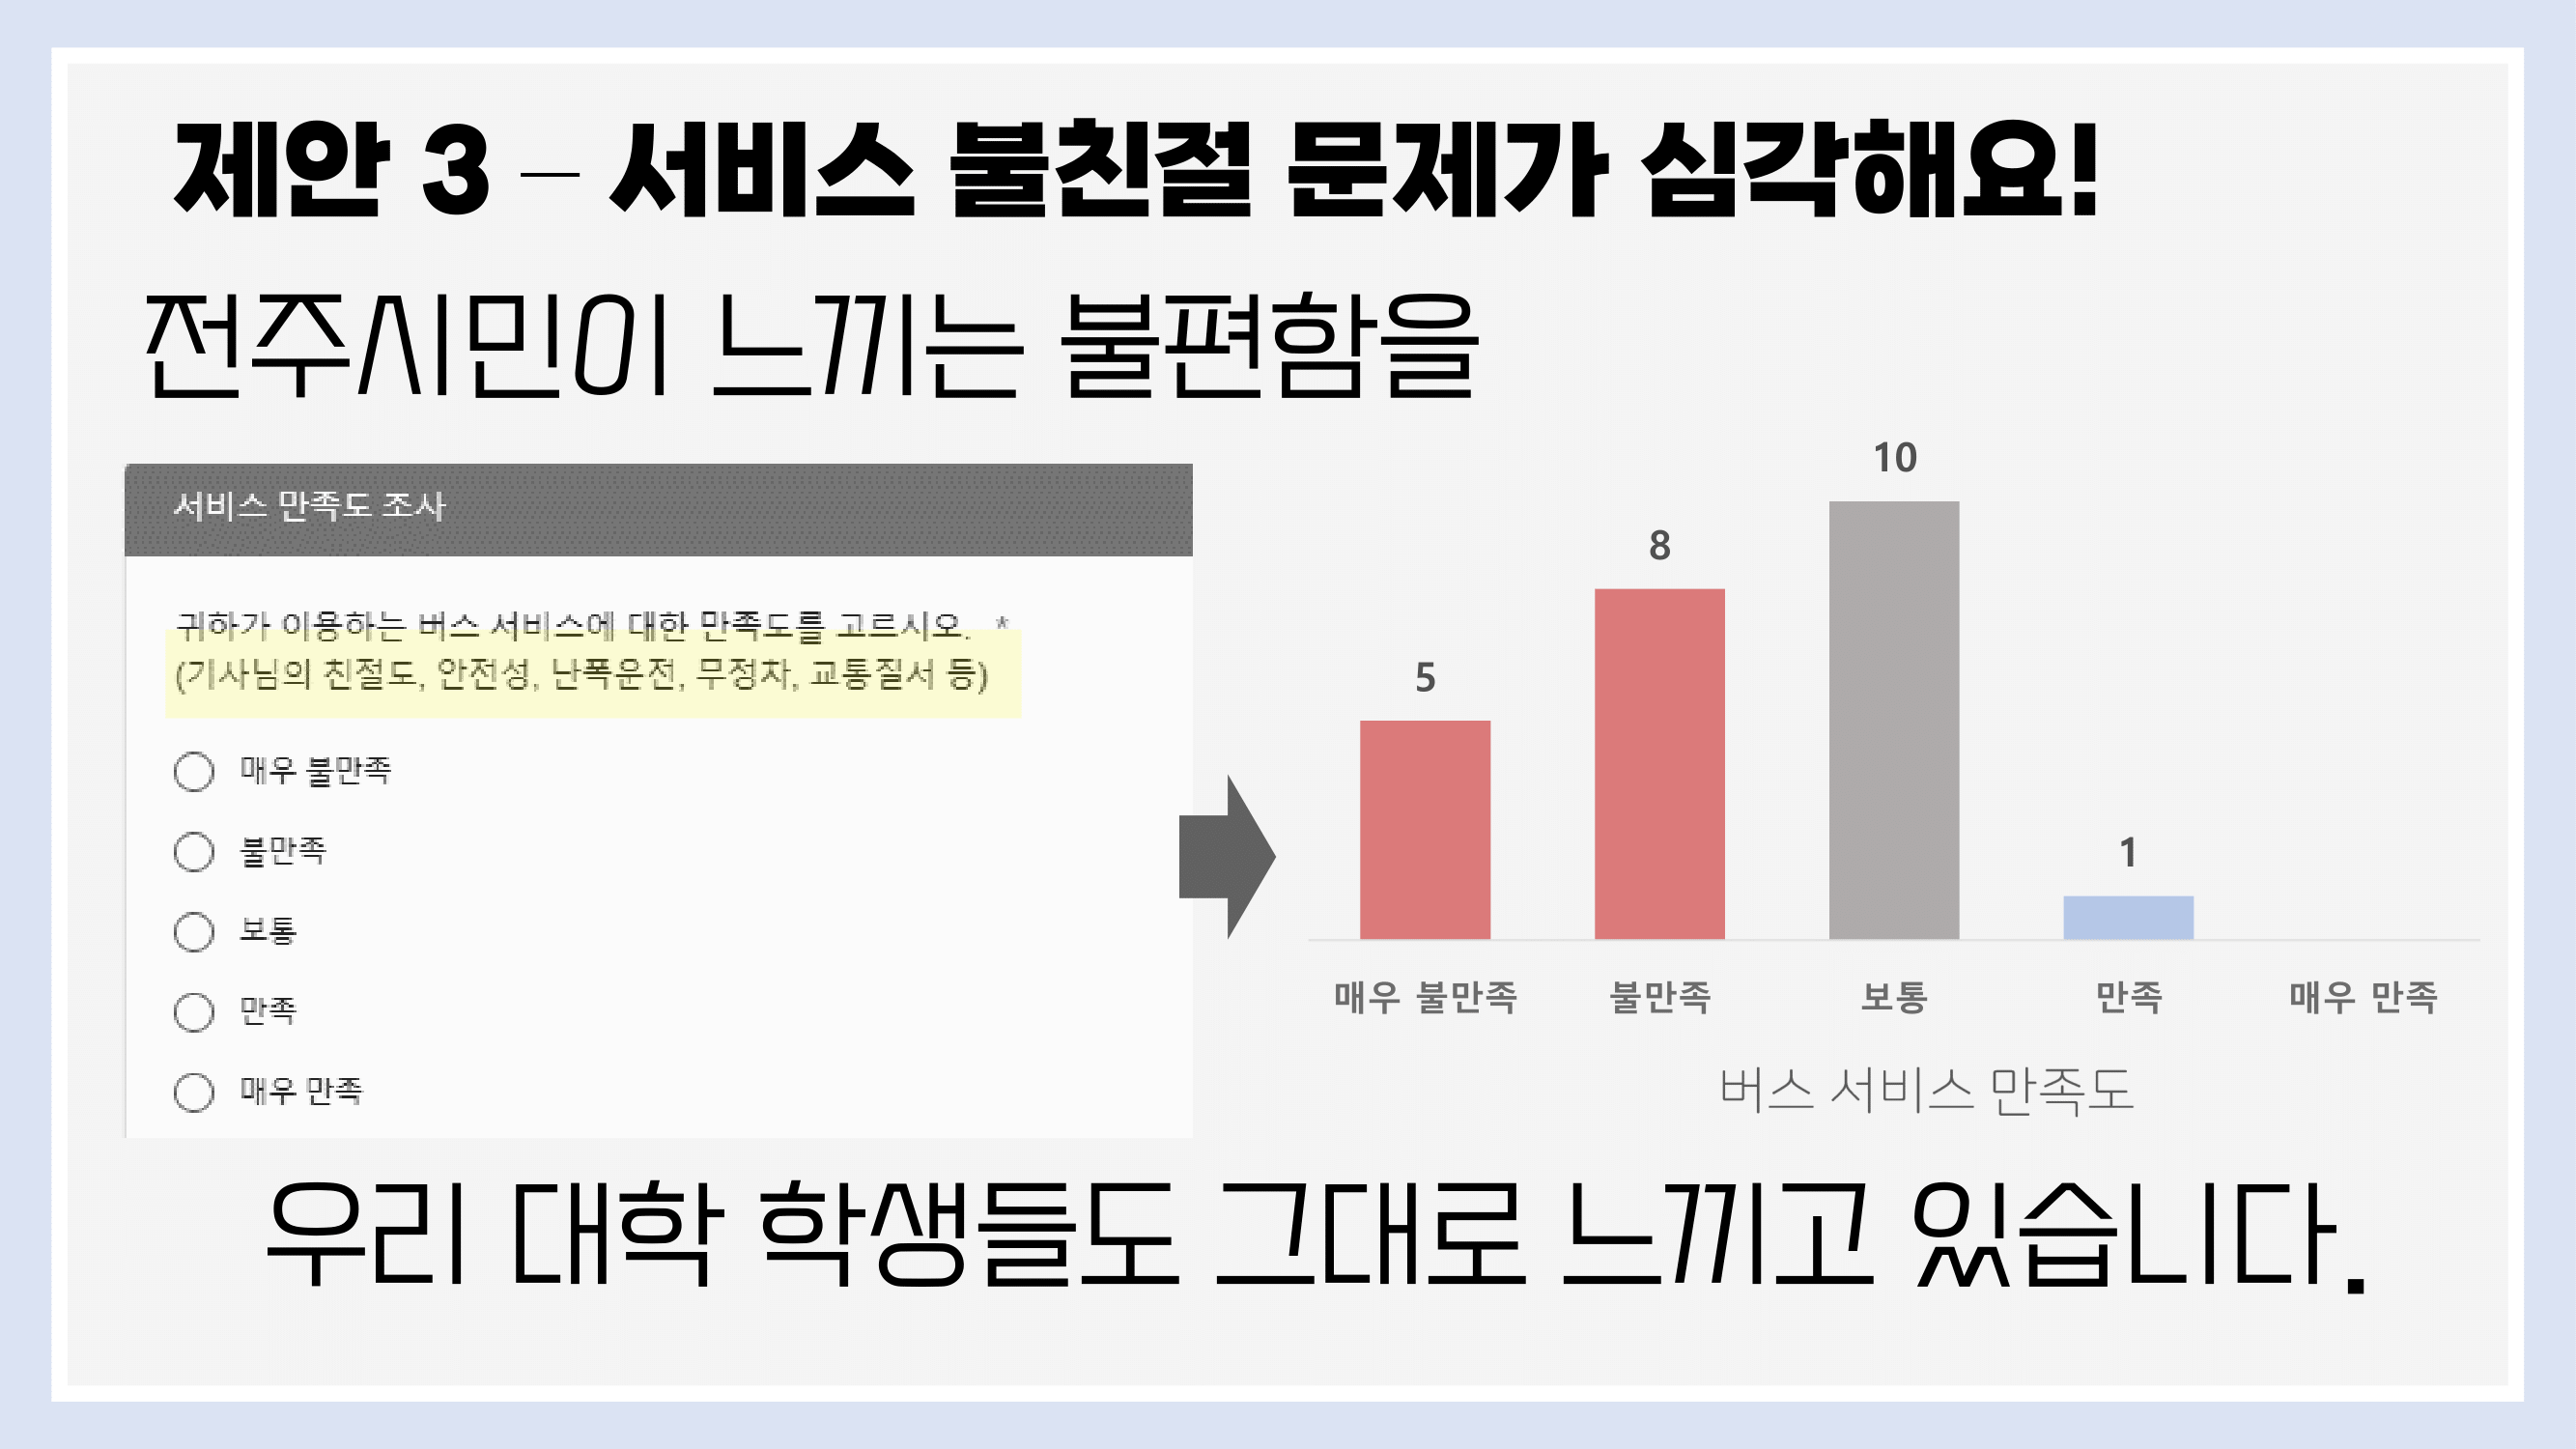 제안 3 – 서비스 불친절 문제가 심각해요!
전주시민이 느끼는 불편함을
서비스 만족도 조사
귀하가 이용하는 버스 서비스에 대한 만족도를 고르시오. *
(기사님의 친절도, 안전성, 난폭운전, 무정차, 교통질서 등)
매우 불만족
불만족
보통
만족
매우 만족
5
8
10
1
매우 불만족
불만족
보통
만족
매우 만족
버스 서비스 만족도
우리 대학 학생들도 그대로 느끼고 있습니다.